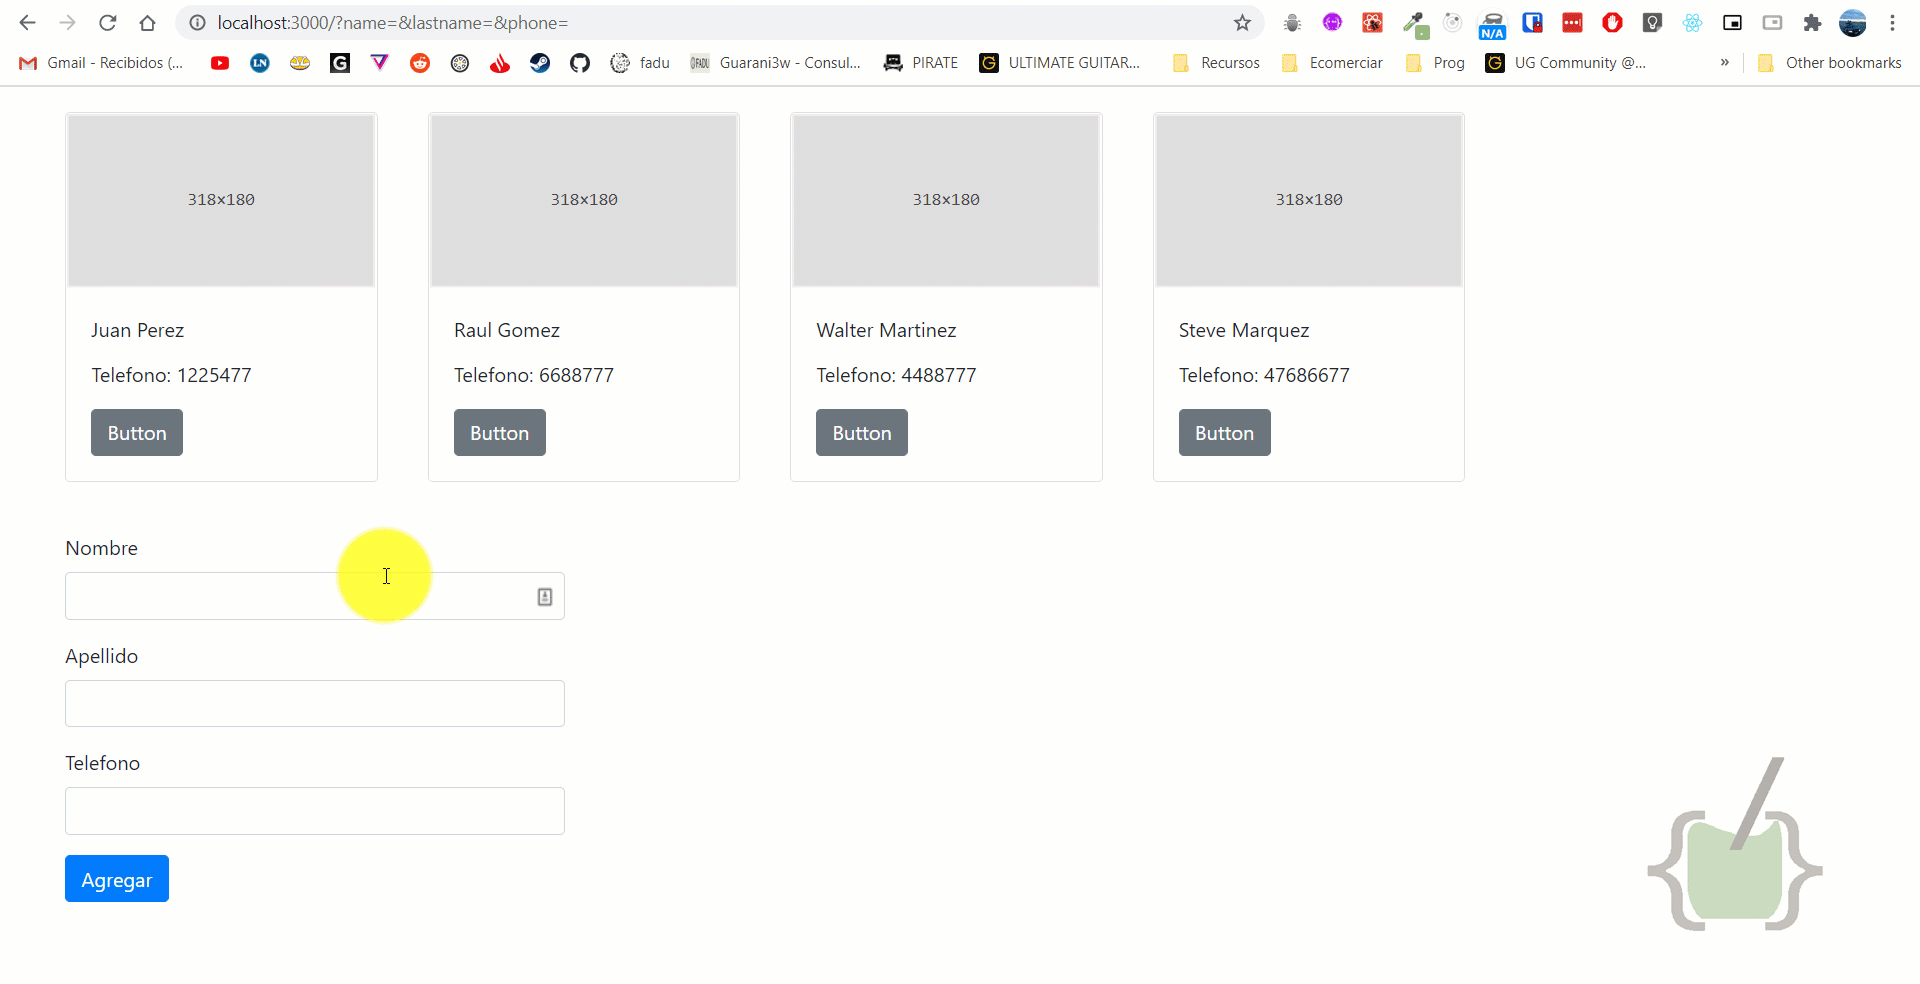 localhost:3000/?name=&lastname=&phone=
N/A
Gmail - Recibidos (...
LN
G
fadu
FADU
Guarani3w - Consul...
PIRATE
ULTIMATE GUITAR...
Recursos
Ecomerciar
Prog
UG Community @...
»
Other bookmarks
318×180 318×180 318×180 318×180
Juan Perez Raul Gomez Walter Martinez Steve Marquez
Telefono: 1225477 Telefono: 6688777 Telefono: 4488777 Telefono: 47686677
Button Button Button Button
Nombre
Apellido
Telefono
Agregar